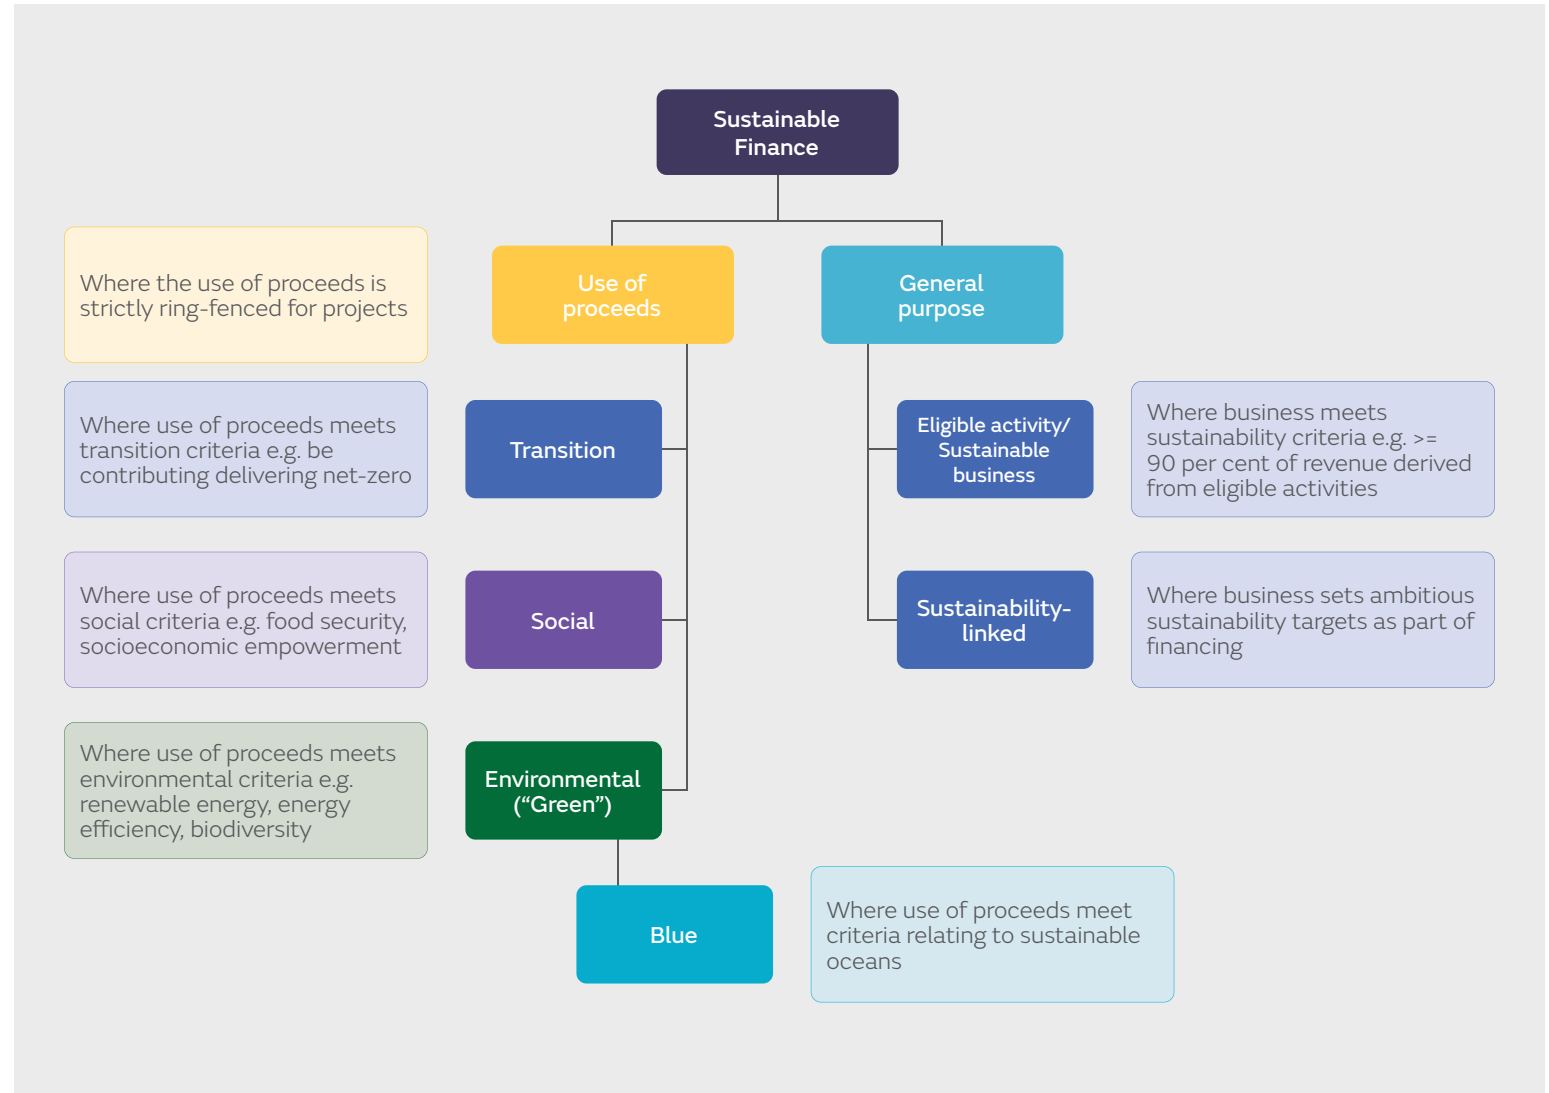 Sustainable
Finance
Where the use of proceeds is
strictly ring-fenced for projects
Use of
proceeds
General
purpose
Where use of proceeds meets
transition criteria e.g. be
contributing delivering net-zero
Transition
Eligible activity/
Sustainable
business
Where business meets
sustainability criteria e.g. >=
90 per cent of revenue derived
from eligible activities
Where use of proceeds meets
social criteria e.g. food security,
socioeconomic empowerment
Social
Sustainability-
linked
Where business sets ambitious
sustainability targets as part of
financing
Where use of proceeds meets
environmental criteria e.g.
renewable energy, energy
efficiency, biodiversity
Environmental
(“Green”)
Blue
Where use of proceeds meet
criteria relating to sustainable
oceans